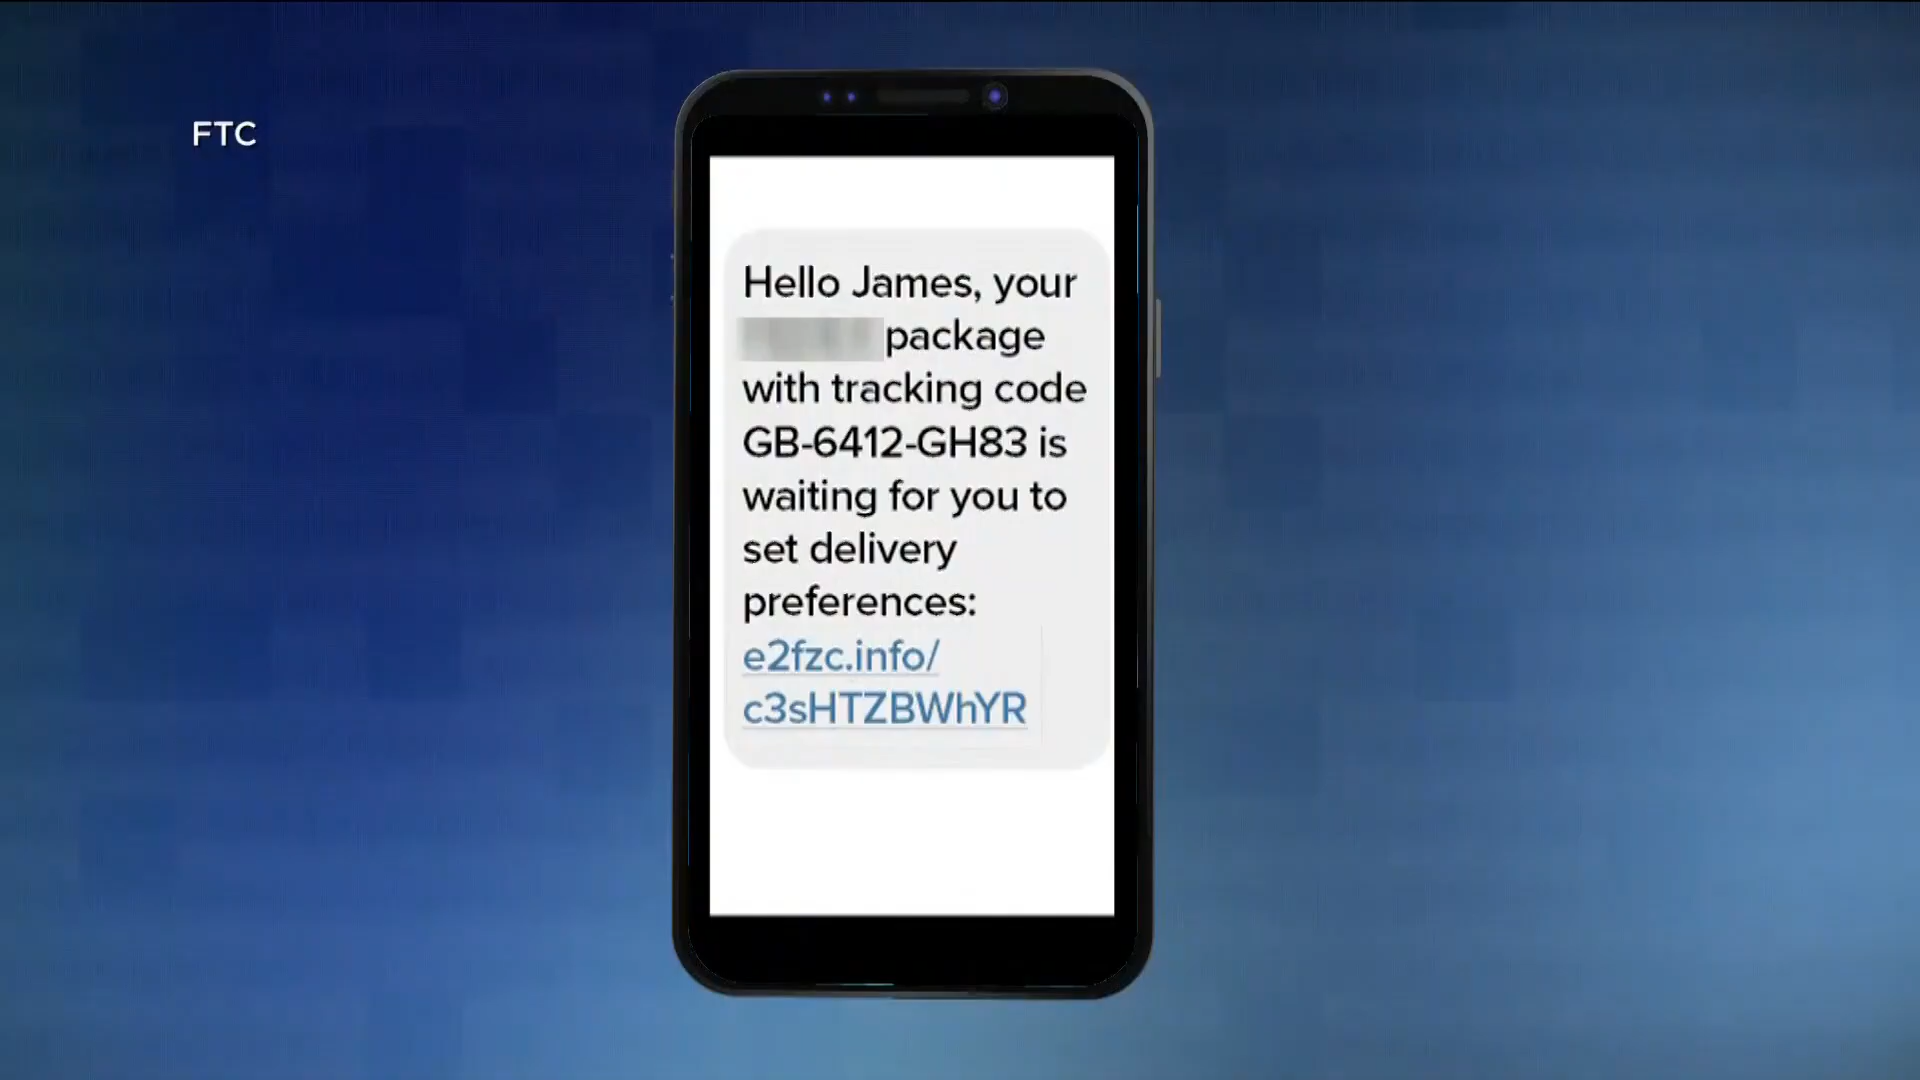 FTC
Hello James, your
package
with tracking code
GB-6412-GH83 is
waiting for you to
set delivery
preferences:
e2fzc.info/
c3sHTZBWhYR